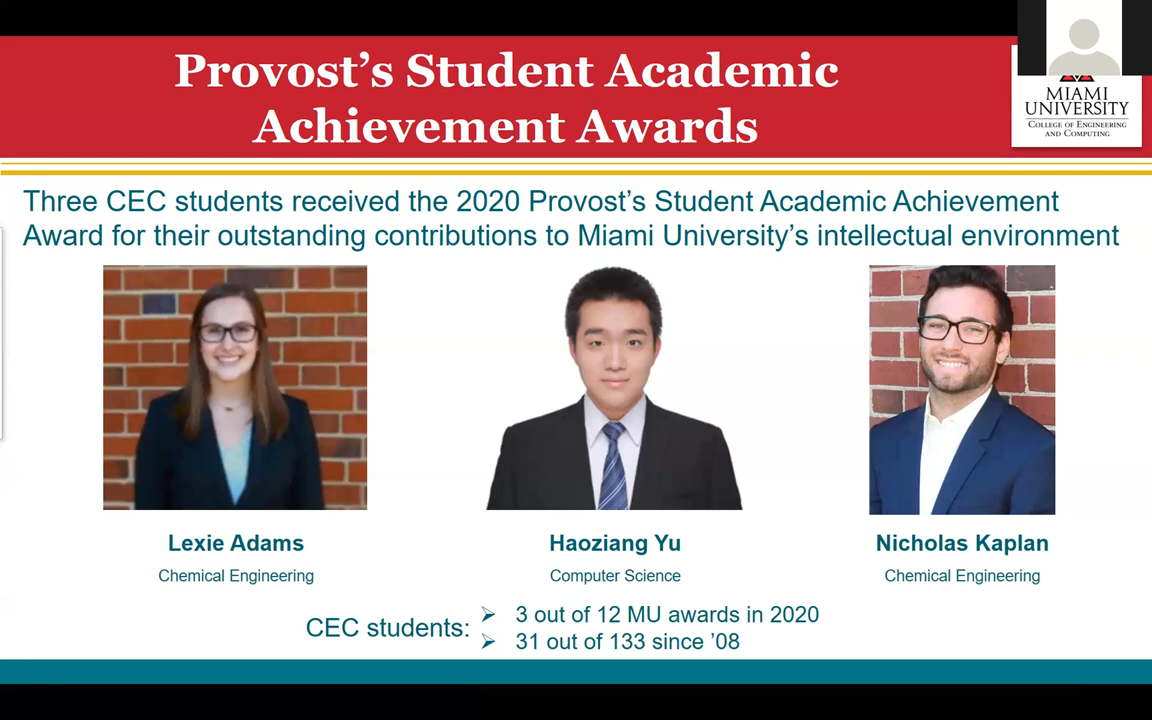 Provost’s Student Academic
Achievement Awards
MIAMI
UNIVERSITY
COLLEGE OF ENGINEERING
AND COMPUTING
Three CEC students received the 2020 Provost’s Student Academic Achievement
Award for their outstanding contributions to Miami University’s intellectual environment
Lexie Adams
Haoziang Yu
Nicholas Kaplan
Chemical Engineering
Computer Science
Chemical Engineering
CEC students:
➢ 3 out of 12 MU awards in 2020
➢ 31 out of 133 since ’08